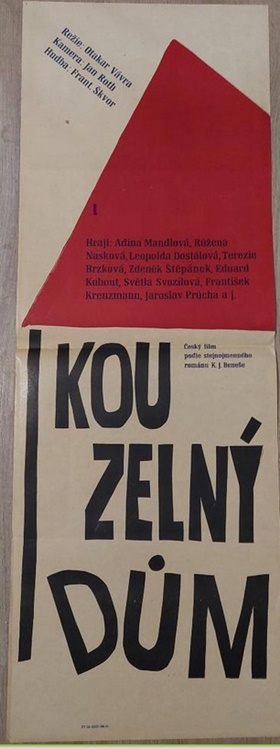 Režie: Otakar Vávra
Kamera: Jan Roth
Hudba: Frant. Škvor
Hrají: Adina Mandlová, Růžena
Nasková, Leopolda Dostálová, Terezie
Brzková, Zdeněk Štěpánek, Eduard
Kohout, Světla Svozilová, František
Kreuzmann, Jaroslav Průcha a j.
Český film
podle stejnojmenného
románu K. J. Beneše
KOU
ZELNÝ
DŮM